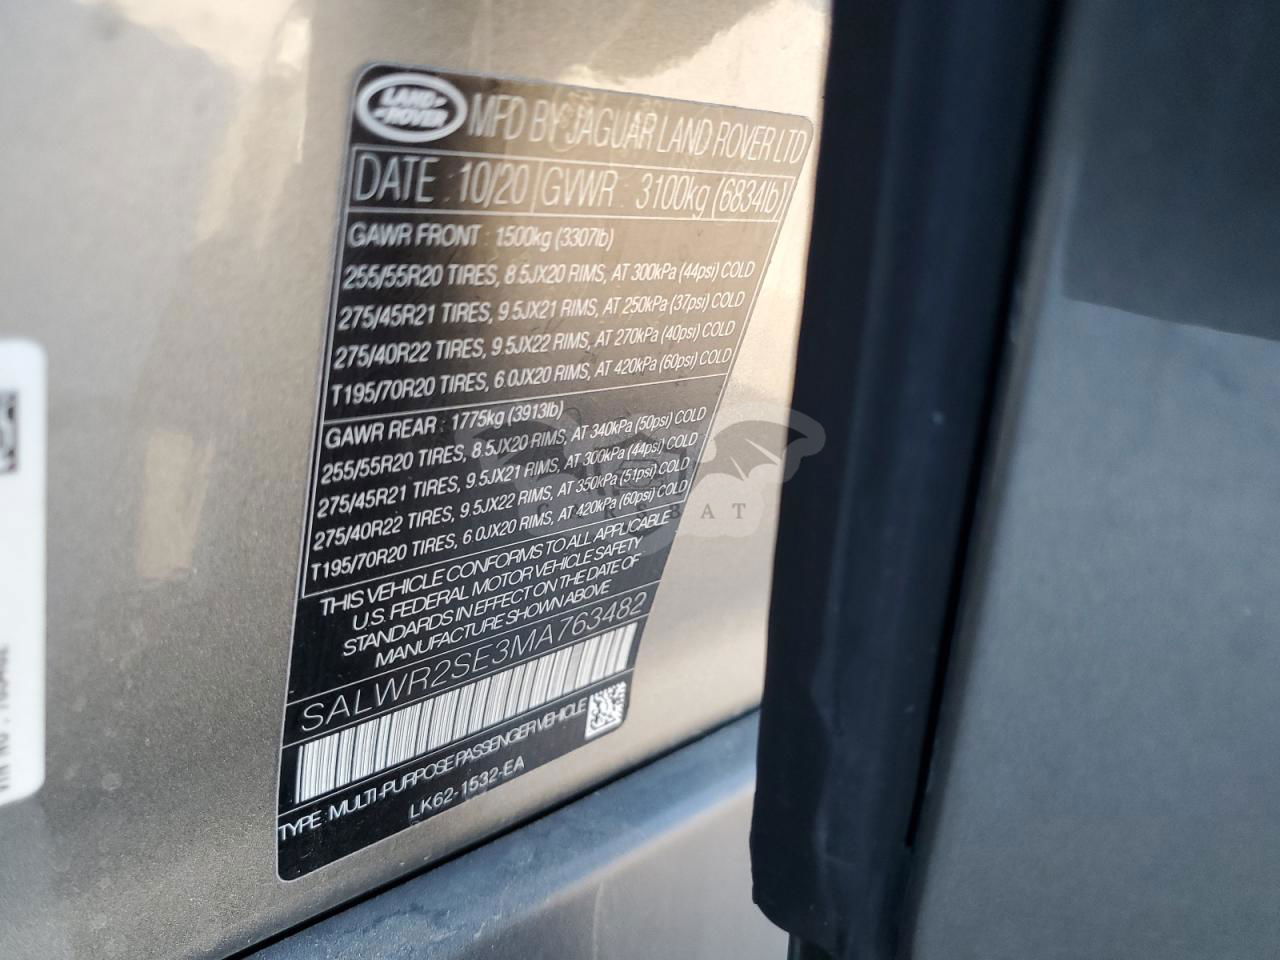 LAND ROVER
MFD BY JAGUAR LAND ROVER LTD
DATE : 10/20 GVWR : 3100kg (6834lb)
GAWR FRONT : 1500kg (3307lb)
255/55R20 TIRES, 8.5JX20 RIMS, AT 300kPa (44psi) COLD
275/45R21 TIRES, 9.5JX21 RIMS, AT 250kPa (37psi) COLD
275/40R22 TIRES, 9.5JX22 RIMS, AT 270kPa (40psi) COLD
T195/70R20 TIRES, 6.0JX20 RIMS, AT 420kPa (60psi) COLD
GAWR REAR : 1775kg (3913lb)
255/55R20 TIRES, 8.5JX20 RIMS, AT 340kPa (50psi) COLD
275/45R21 TIRES, 9.5JX21 RIMS, AT 300kPa (44psi) COLD
275/40R22 TIRES, 9.5JX22 RIMS, AT 350kPa (51psi) COLD
T195/70R20 TIRES, 6.0JX20 RIMS, AT 420kPa (60psi) COLD
THIS VEHICLE CONFORMS TO ALL APPLICABLE
U.S. FEDERAL MOTOR VEHICLE SAFETY
STANDARDS IN EFFECT ON THE DATE OF
MANUFACTURE SHOWN ABOVE
SALWR2SE3MA763482
TYPE : MULTI-PURPOSE PASSENGER VEHICLE
LK62-1532-EA
CARSBAT